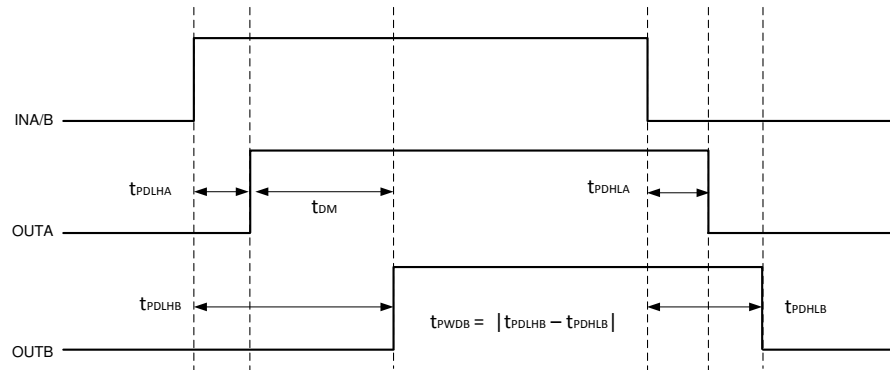 INA/B
tPDLHA
tDM
tPDHLA
OUTA
tPDLHB
tPWDB = |tPDLHB – tPDHLB|
tPDHLB
OUTB